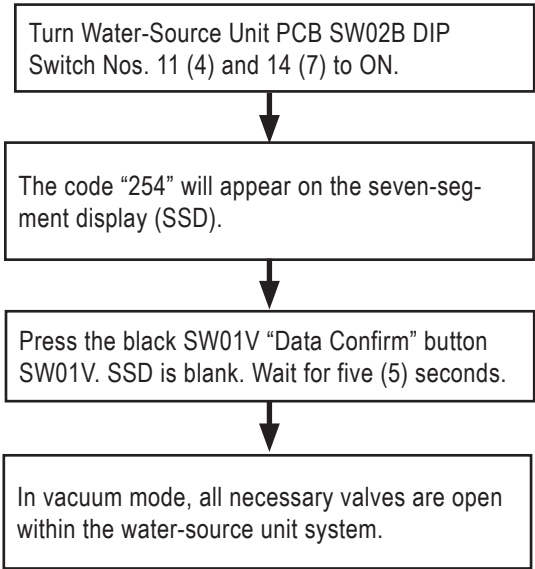 Turn Water-Source Unit PCB SW02B DIP
Switch Nos. 11 (4) and 14 (7) to ON.
The code “254” will appear on the seven-seg-
ment display (SSD).
Press the black SW01V “Data Confirm” button
SW01V. SSD is blank. Wait for five (5) seconds.
In vacuum mode, all necessary valves are open
within the water-source unit system.